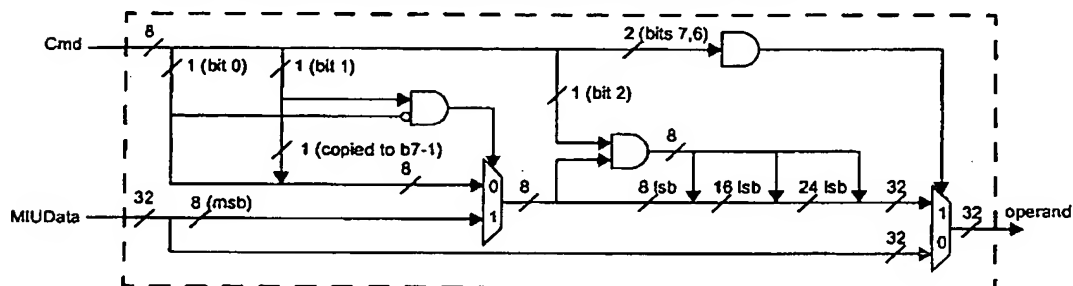 Cmd 8 2 (bits 7,6)
1 (bit 0) 1 (bit 1)
1 (bit 2)
1 (copied to b7-1) 8
8 0 8 8 lsb 16 lsb 24 lsb 32
MIUData 32 8 (msb) 1 1 32 operand
32 0